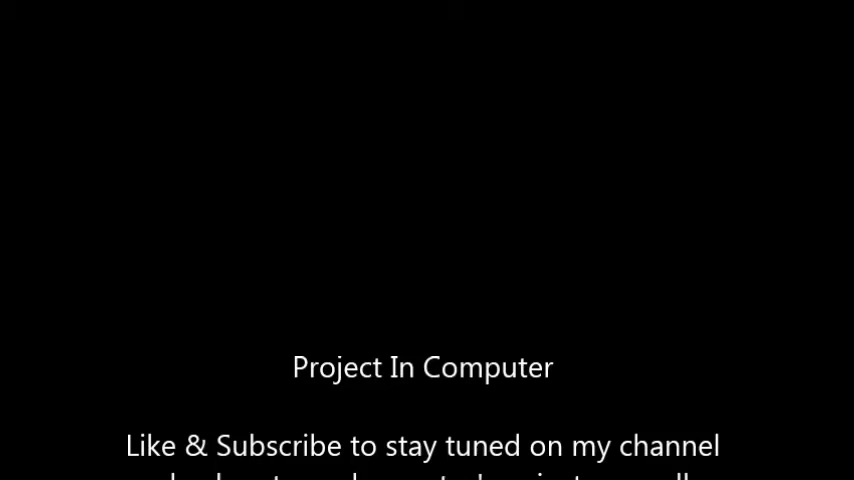 Project In Computer
Like & Subscribe to stay tuned on my channel